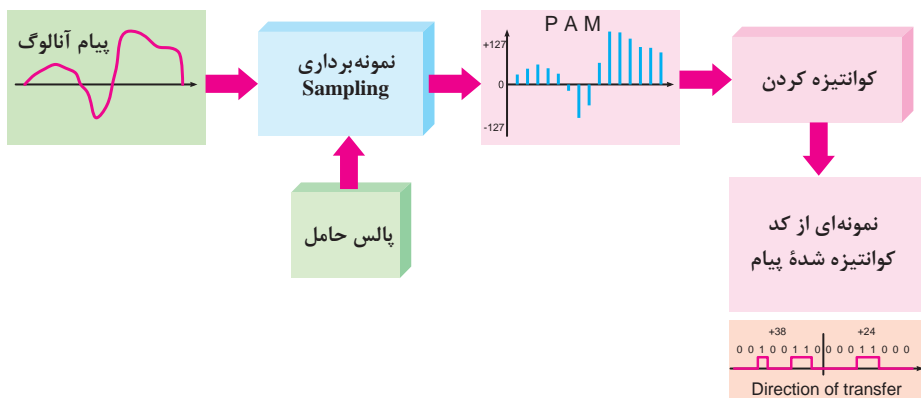 پیام آنالوگ
نمونه‌برداری
Sampling
PAM
+127
0
-127
کوانتیزه کردن
پالس حامل
نمونه‌ای از کد
کوانتیزه شدۀ پیام
+38 +24
0 0 1 0 0 1 1 0 0 0 0 1 1 0 0 0
Direction of transfer